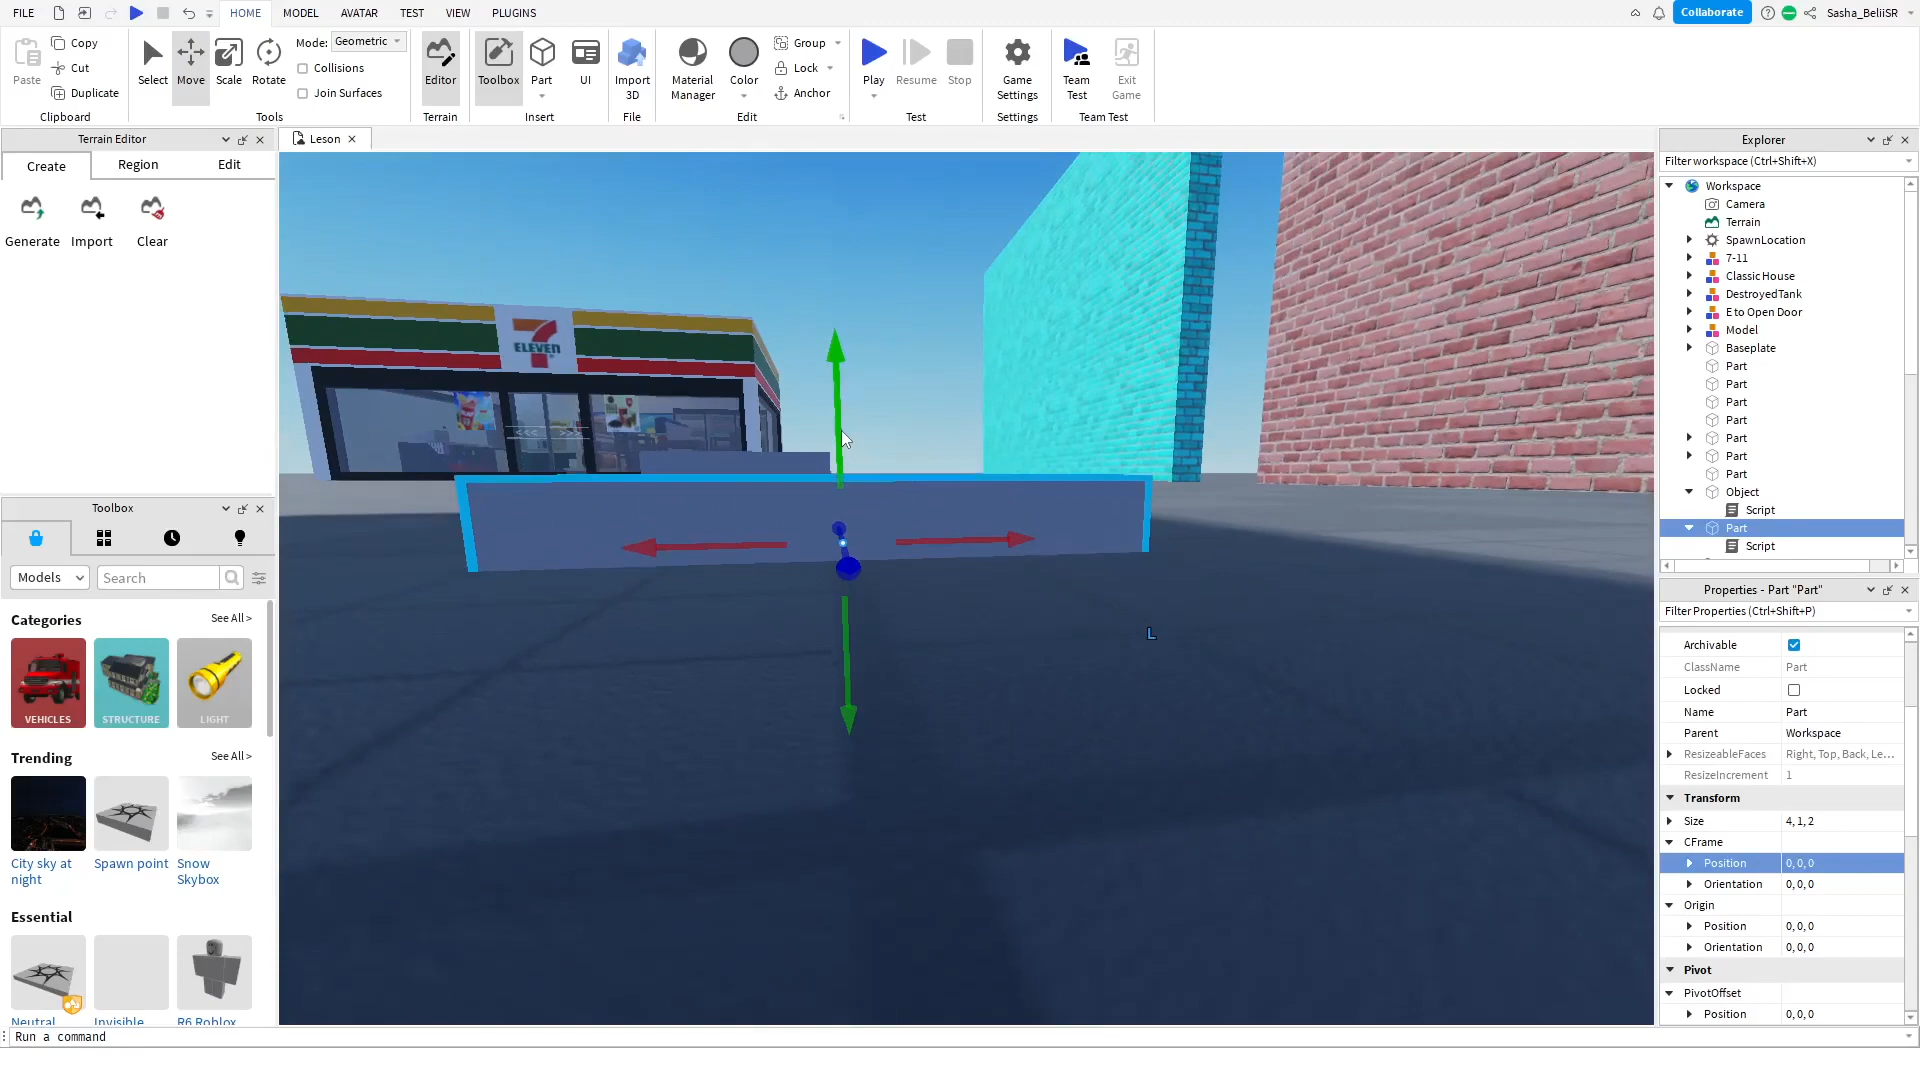 FILE HOME MODEL AVATAR TEST VIEW PLUGINS Collaborate Sasha_BeliiSR
Paste Copy Cut Duplicate Clipboard
Select Move Scale Rotate Mode: Geometric Collisions Join Surfaces Tools
Editor Terrain
Toolbox Part UI Insert
Import 3D File
Material Manager Color Group Lock Anchor Edit
Play Resume Stop Test
Game Settings Settings
Team Test Exit Game Team Test
Terrain Editor
Create Region Edit
Generate Import Clear
Toolbox
Models Search
Categories See All >
VEHICLES STRUCTURE LIGHT
Trending See All >
City sky at night Spawn point Snow Skybox
Essential
Neutral Invisible R6 Roblox
Leson
7
ELEVEN
<<< >>>
L
Explorer
Filter workspace (Ctrl+Shift+X)
Workspace
Camera
Terrain
SpawnLocation
7-11
Classic House
DestroyedTank
E to Open Door
Model
Baseplate
Part
Part
Part
Part
Part
Part
Part
Object
Script
Part
Script
Properties - Part "Part"
Filter Properties (Ctrl+Shift+P)
Archivable
ClassName Part
Locked
Name Part
Parent Workspace
ResizeableFaces Right, Top, Back, Le...
ResizeIncrement 1
Transform
Size 4, 1, 2
CFrame
Position 0, 0, 0
Orientation 0, 0, 0
Origin
Position 0, 0, 0
Orientation 0, 0, 0
Pivot
PivotOffset
Position 0, 0, 0
Run a command